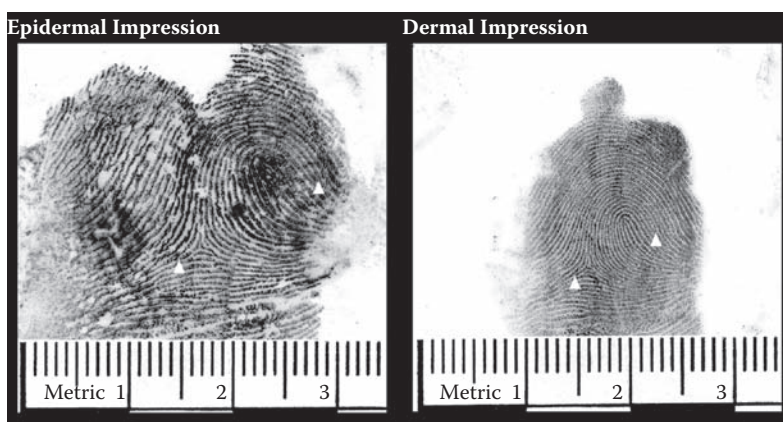 Epidermal Impression
Dermal Impression
Metric 1 2 3
Metric 1 2 3